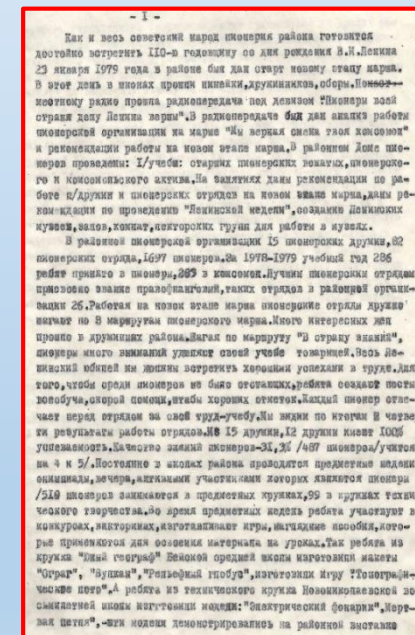 - I -
Как и весь советский народ пионерия района готовится
достойно встретить 110-ю годовщину со дня рождения В.И.Ленина
23 января 1979 года в районе был дан старт новому этапу марша.
В этот день в школах прошли линейки, дружинников, сборы. По
местному радио прошла радиопередача под девизом "Пионеры всей
страны делу Ленина верны". В радиопередаче был дан анализ работы
пионерской организации на марше "Мы верная смена твоя комсомол"
и рекомендации работы на новом этапе марша. В районном Доме пио-
неров проведены: I/учеби: старших пионерских вожатых, пионерско-
го и комсомольского актива. На занятиях даны рекомендации по ра-
боте п/дружин и пионерских отрядов на новом этапе марша, даны ре-
комендации по проведению "Ленинской недели", созданию Ленинских
музеев, залов, комнат, лекторских групп для работы в музеях.
В районной пионерской организации 15 пионерских дружин, 82
пионерских отряда, 1697 пионеров. За 1978-1979 учебный год 286
ребят принято в пионеры, 269 в комсомол. Лучшим пионерским отрядам
присвоено звание правофланговый, таких отрядов в районной органи-
зации 26. Работая на новом этапе марша пионерские отряды дружно
шагают по 8 маршрутам пионерского марша. Много интересных дел
прошло в дружинах района. Шагая по маршруту "В страну знаний",
пионеры много внимания уделяют своей учебе товарищей. Весь Ле-
нинский юбилей мы должны встретить хорошими успехами в труде. Для
того, чтобы среди пионеров не было отстающих, ребята создают посты
всеобуча, скорой помощи, штабы хороших отметок. Каждый пионер отве-
чает перед отрядом за свой труд-учебу. Мы видим по итогам II четве
ти результаты работы отрядов. Из 15 дружин, 12 дружин имеют 100%
успеваемость. Качество знаний пионеров-31,3% /487 пионеров/учится
на 4 и 5/. Постоянно в школах района проводятся предметные недели
олимпиады, вечера, активными участниками которых являются пионеры
/510 пионеров занимаются в предметных кружках, 99 в кружках техни
ческого творчества. Во время предметных недель ребята участвуют в
конкурсах, викторинах, изготавливают игры, наглядные пособия, кото-
рые применяются для освоения материала на уроках. Так ребята из
кружка "Юный географ" Бейской средней школы изготовили макеты
"Овраг", "Вулкан", "Рельефный глобус", изготовили игру ?Топографи-
ческое лото". А ребята из технического кружка Новониколаевской во
сьмилетней школы изготовили модели: "Электрический фонарик", "Мерт-
вая петля", -эти модели демонстрировались на районной выставке